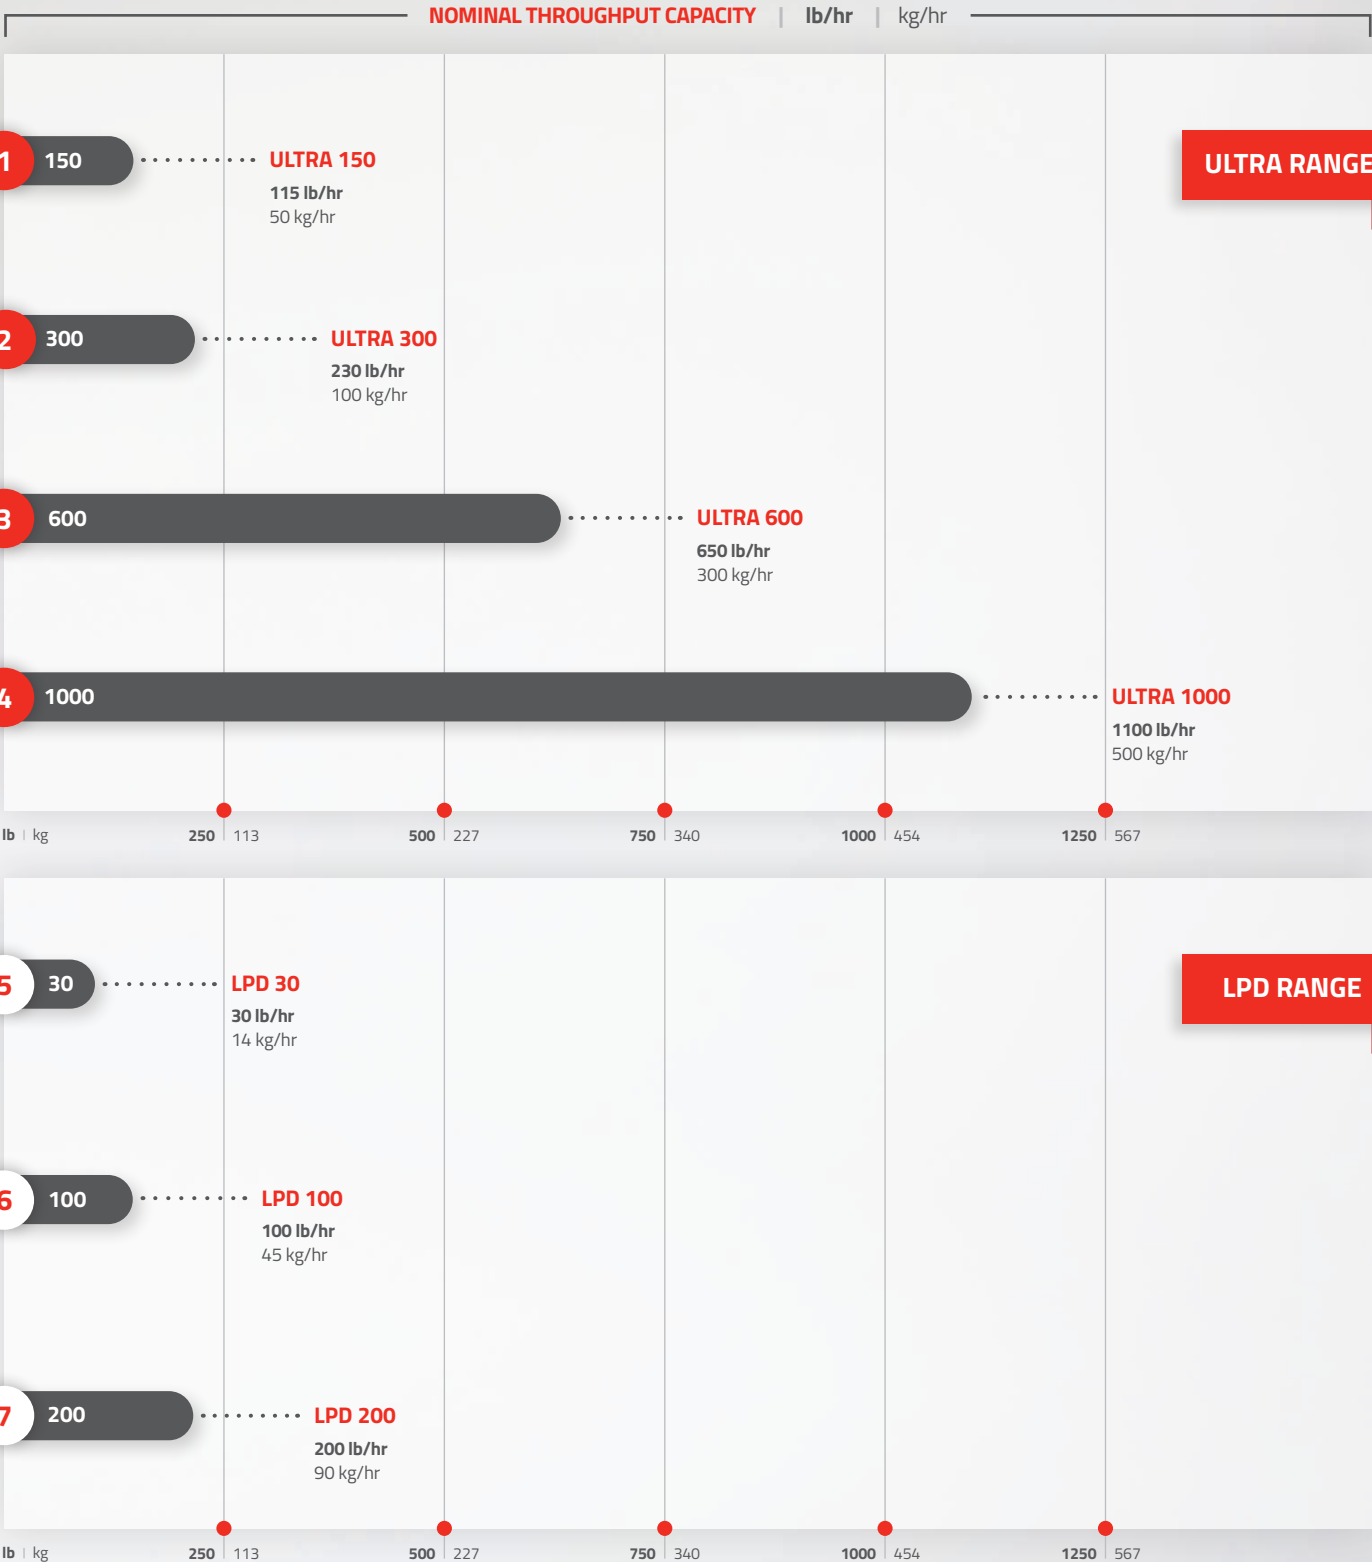 NOMINAL THROUGHPUT CAPACITY | lb/hr | kg/hr
ULTRA RANGE
1 150 ULTRA 150
115 lb/hr
50 kg/hr
2 300 ULTRA 300
230 lb/hr
100 kg/hr
3 600 ULTRA 600
650 lb/hr
300 kg/hr
4 1000 ULTRA 1000
1100 lb/hr
500 kg/hr
lb | kg 250 | 113 500 | 227 750 | 340 1000 | 454 1250 | 567
LPD RANGE
5 30 LPD 30
30 lb/hr
14 kg/hr
6 100 LPD 100
100 lb/hr
45 kg/hr
7 200 LPD 200
200 lb/hr
90 kg/hr
lb | kg 250 | 113 500 | 227 750 | 340 1000 | 454 1250 | 567